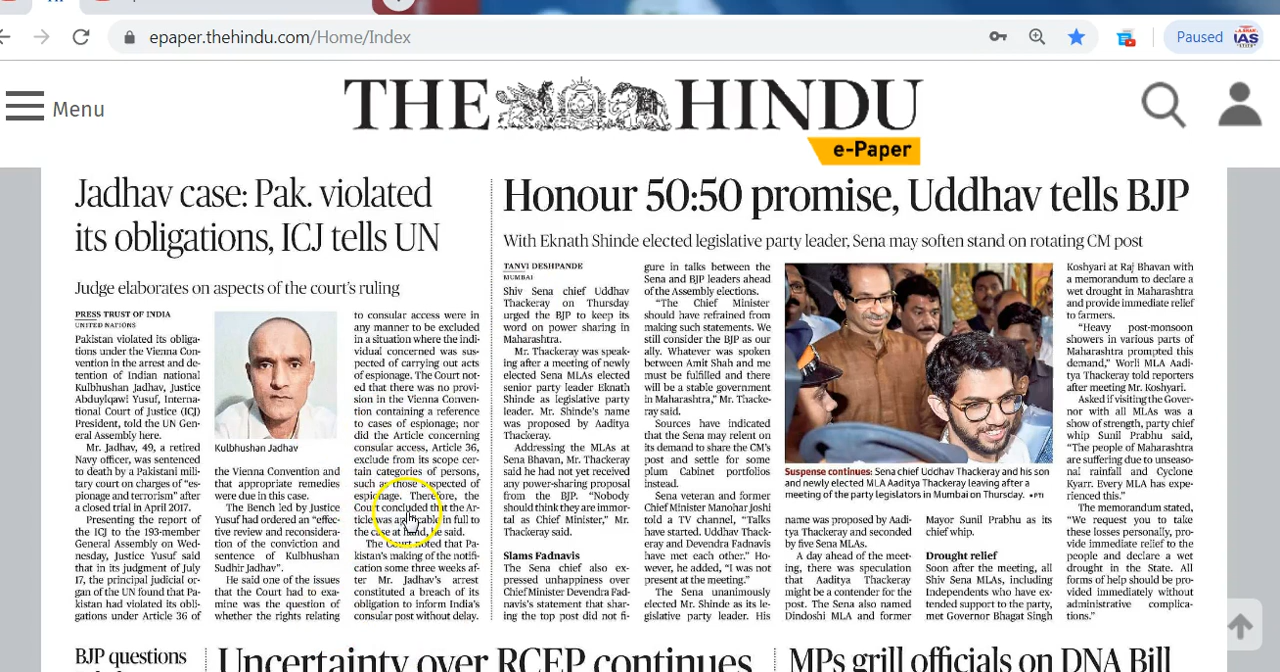 epaper.thehindu.com/Home/Index
Paused
IAS
Menu
THE HINDU
e-Paper
Jadhav case: Pak. violated
its obligations, ICJ tells UN
Judge elaborates on aspects of the court's ruling
PRESS TRUST OF INDIA
UNITED NATIONS
Pakistan violated its obliga-
tions under the Vienna Con-
vention in the arrest and de-
tention of Indian national
Kulbhushan Jadhav, Justice
Abdulqawi Yusuf, Interna-
tional Court of Justice (ICJ)
President, told the UN Gen-
eral Assembly here.
Mr. Jadhav, 49, a retired
Navy officer, was sentenced
to death by a Pakistani mili-
tary court on charges of "es-
pionage and terrorism" after
a closed trial in April 2017.
Presenting the report of
the ICJ to the 193-member
General Assembly on Wed-
nesday, Justice Yusuf said
that in its judgment of July
17, the principal judicial or-
gan of the UN found that Pa-
kistan had violated its obli-
gations under Article 36 of
Kulbhushan Jadhav
the Vienna Convention and
that appropriate remedies
were due in this case.
The Bench led by Justice
Yusuf had ordered an "effec-
tive review and reconsidera-
tion of the conviction and
sentence of Kulbhushan
Sudhir Jadhav".
He said one of the issues
that the Court had to ex-
amine was the question of
whether the rights relating
to consular access were in
any manner to be excluded
in a situation where the indi-
vidual concerned was sus-
pected of carrying out acts
of espionage. The Court not-
ed that there was no provi-
sion in the Vienna Conven-
tion containing a reference
to cases of espionage; nor
did the Article concerning
consular access, Article 36,
exclude from its scope cer-
tain categories of persons,
such as those suspected of
espionage. Therefore, the
Court concluded that the Ar-
ticle was applicable in full to
the case at hand, he said.
The Court noted that Pa-
kistan's making of the notifi-
cation some three weeks af-
ter Mr. Jadhav's arrest
constituted a breach of its
obligation to inform India's
consular post without delay.
Honour 50:50 promise, Uddhav tells BJP
With Eknath Shinde elected legislative party leader, Sena may soften stand on rotating CM post
TANVI DESHPANDE
MUMBAI
Shiv Sena chief Uddhav
Thackeray on Thursday
urged the BJP to keep its
word on power sharing in
Maharashtra.
Mr. Thackeray was speak-
ing after a meeting of newly
elected Sena MLAs elected
senior party leader Eknath
Shinde as legislative party
leader. Mr. Shinde's name
was proposed by Aaditya
Thackeray.
Addressing the MLAs at
Sena Bhavan, Mr. Thackeray
said he had not yet received
any power-sharing proposal
from the BJP. "Nobody
should think they are immor-
tal as Chief Minister," Mr.
Thackeray said.
Slams Fadnavis
The Sena chief also ex-
pressed unhappiness over
Chief Minister Devendra Fad-
navis's statement that shar-
ing the top post did not fi-
gure in talks between the
Sena and BJP leaders ahead
of the Assembly elections.
"The Chief Minister
should have refrained from
making such statements. We
still consider the BJP as our
ally. Whatever was spoken
between Amit Shah and me
must be fulfilled and there
will be a stable government
in Maharashtra," Mr. Thacke-
ray said.
Sources have indicated
that the Sena may relent on
its demand to share the CM's
post and settle for some
plum Cabinet portfolios
instead.
Sena veteran and former
Chief Minister Manohar Joshi
told a TV channel, "Talks
have started. Uddhav Thack-
eray and Devendra Fadnavis
have met each other." Ho-
wever, he added, "I was not
present at the meeting."
The Sena unanimously
elected Mr. Shinde as its le-
gislative party leader. His
Suspense continues: Sena chief Uddhav Thackeray and his son
and newly elected MLA Aaditya Thackeray leaving after a
meeting of the party legislators in Mumbai on Thursday. •PTI
name was proposed by Aadi-
tya Thackeray and seconded
by five Sena MLAs.
A day ahead of the meet-
ing, there was speculation
that Aaditya Thackeray
might be a contender for the
post. The Sena also named
Dindoshi MLA and former
Mayor Sunil Prabhu as its
chief whip.
Drought relief
Soon after the meeting, all
Shiv Sena MLAs, including
Independents who have ex-
tended support to the party,
met Governor Bhagat Singh
Koshyari at Raj Bhavan with
a memorandum to declare a
wet drought in Maharashtra
and provide immediate relief
to farmers.
"Heavy post-monsoon
showers in various parts of
Maharashtra prompted this
demand," Worli MLA Aadi-
tya Thackeray told reporters
after meeting Mr. Koshyari.
Asked if visiting the Gover-
nor with all MLAs was a
show of strength, party chief
whip Sunil Prabhu said,
"The people of Maharashtra
are suffering due to unseaso-
nal rainfall and Cyclone
Kyarr. Every MLA has ex-
perienced this."
The memorandum stated,
"We request you to take
these losses personally, pro-
vide immediate relief to the
people and declare a wet
drought in the State. All
forms of help should be pro-
vided immediately without
administrative complica-
tions."
BJP questions
Uncertainty over RCEP continues
MPs grill officials on DNA Bill